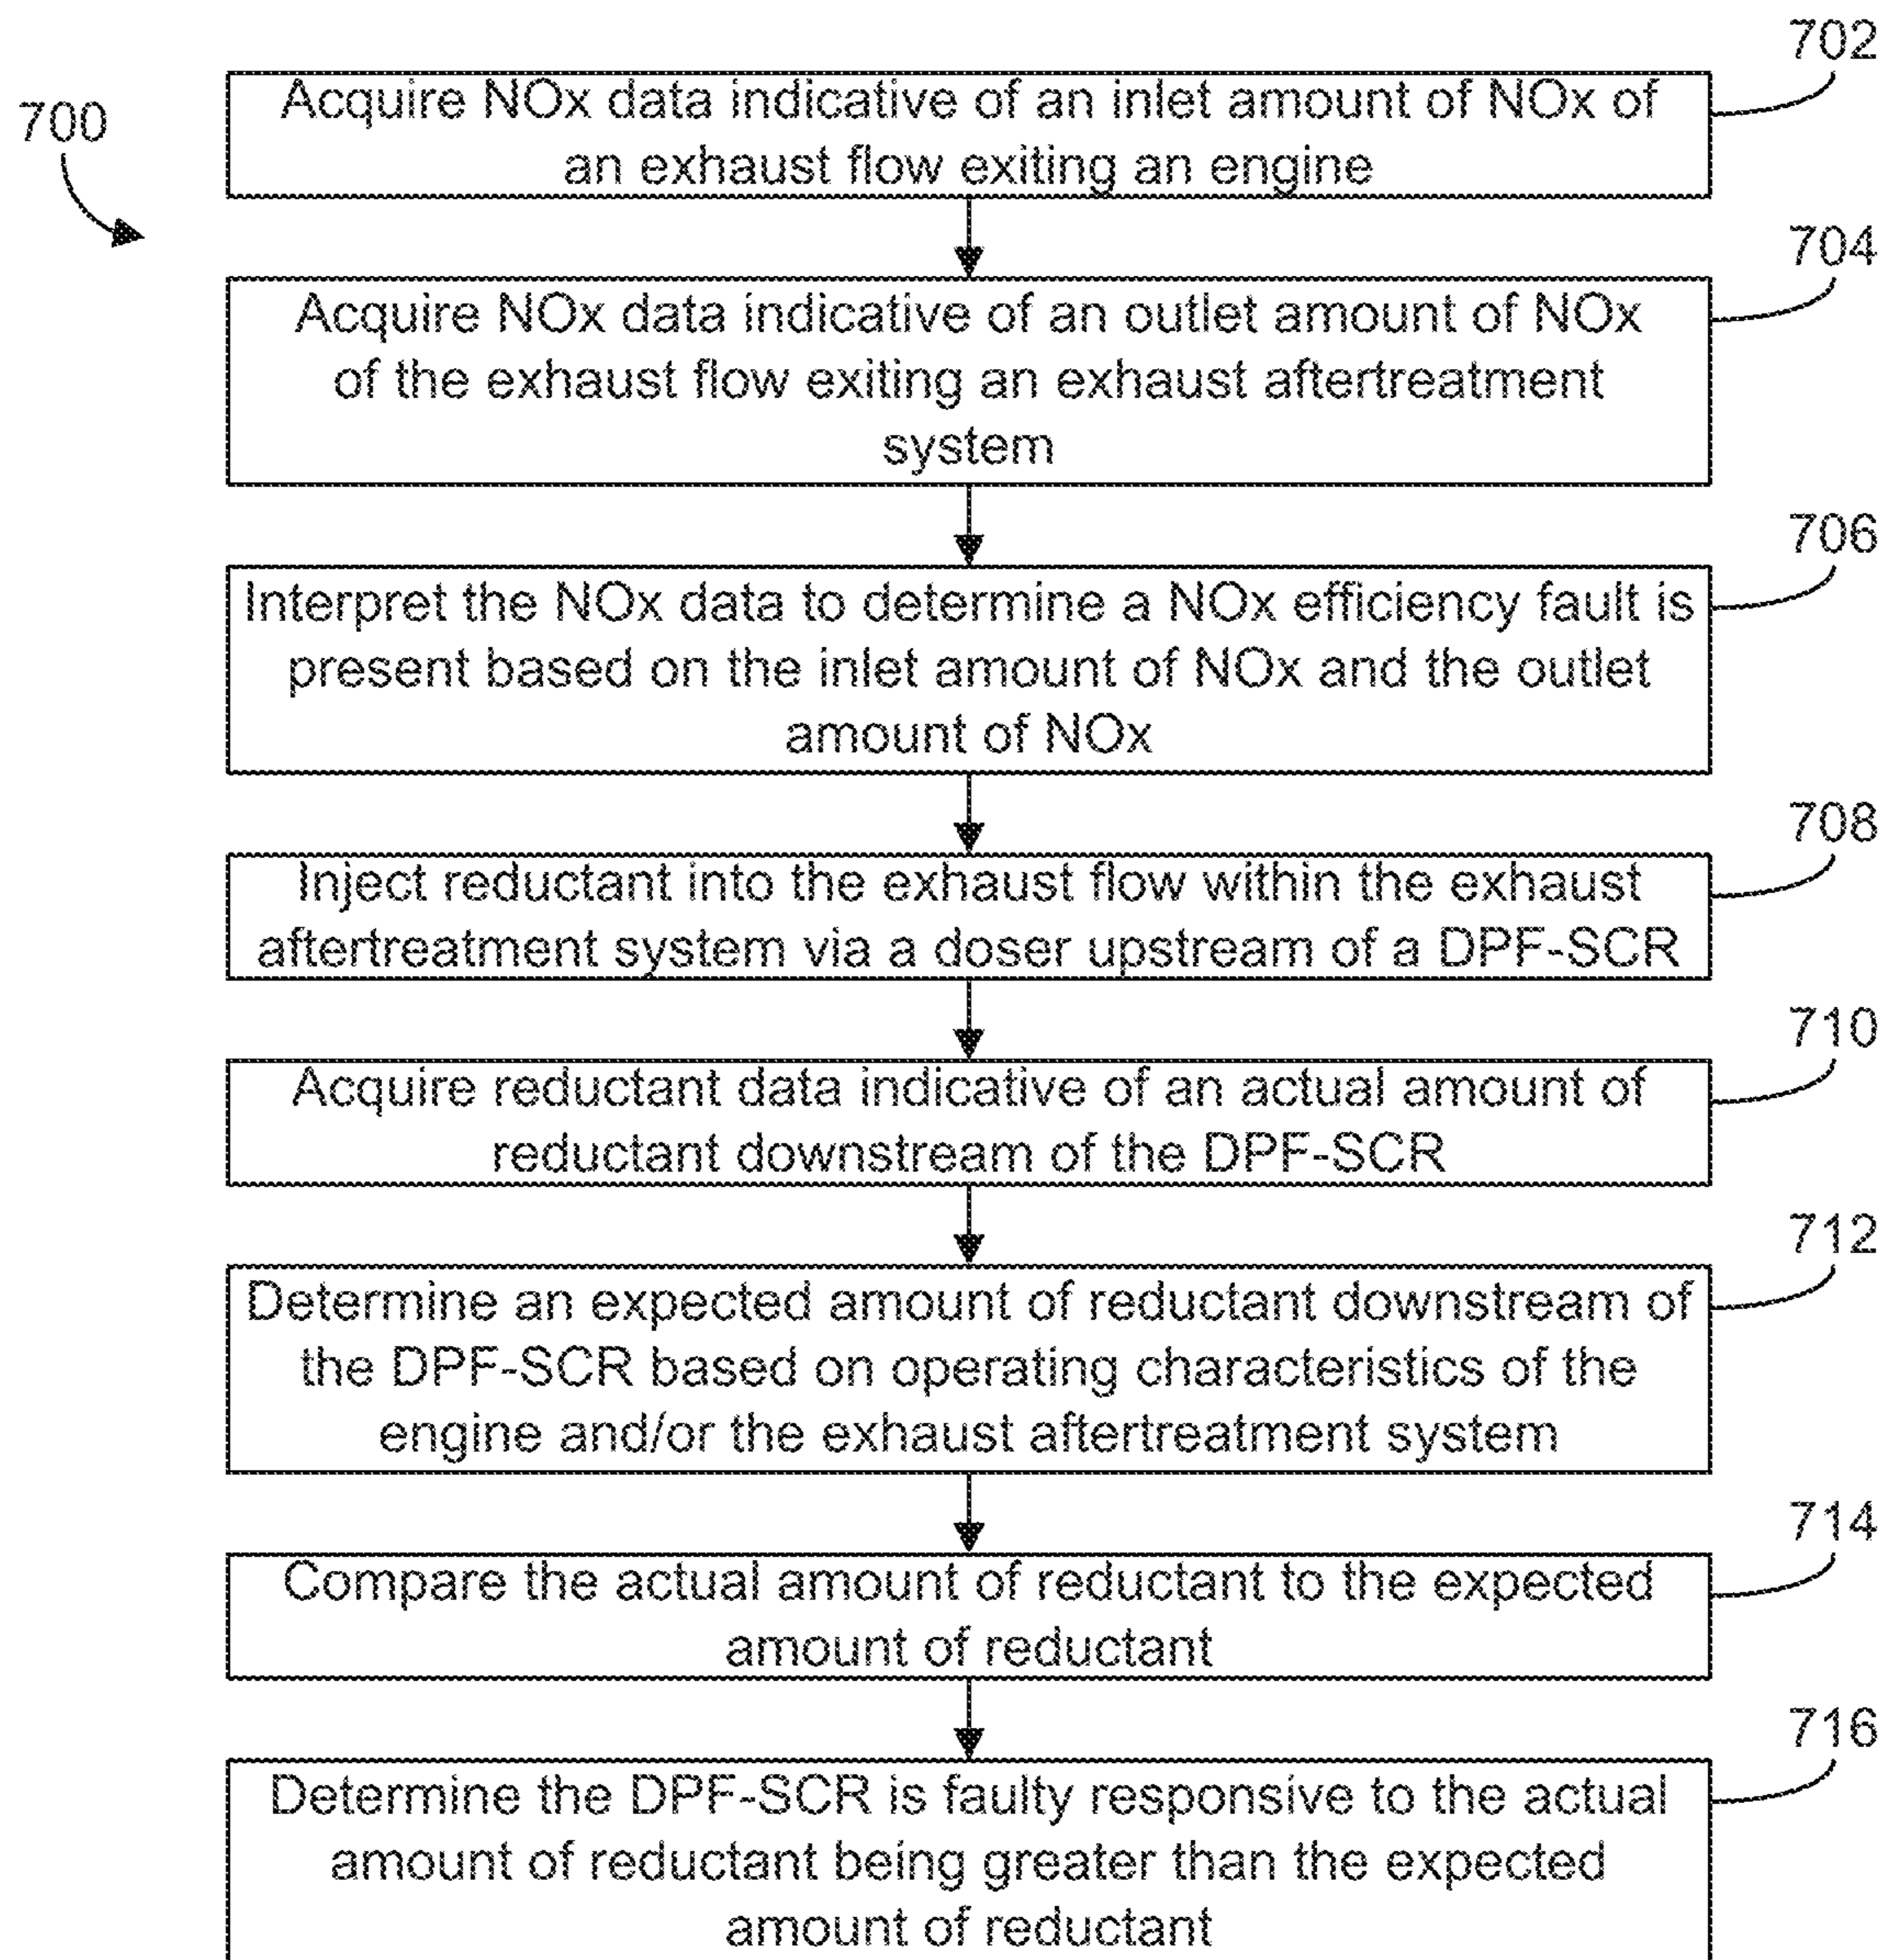 702
700
Acquire NOx data indicative of an inlet amount of NOx of
an exhaust flow exiting an engine
704
Acquire NOx data indicative of an outlet amount of NOx
of the exhaust flow exiting an exhaust aftertreatment
system
706
Interpret the NOx data to determine a NOx efficiency fault is
present based on the inlet amount of NOx and the outlet
amount of NOx
708
Inject reductant into the exhaust flow within the exhaust
aftertreatment system via a doser upstream of a DPF-SCR
710
Acquire reductant data indicative of an actual amount of
reductant downstream of the DPF-SCR
712
Determine an expected amount of reductant downstream of
the DPF-SCR based on operating characteristics of the
engine and/or the exhaust aftertreatment system
714
Compare the actual amount of reductant to the expected
amount of reductant
716
Determine the DPF-SCR is faulty responsive to the actual
amount of reductant being greater than the expected
amount of reductant